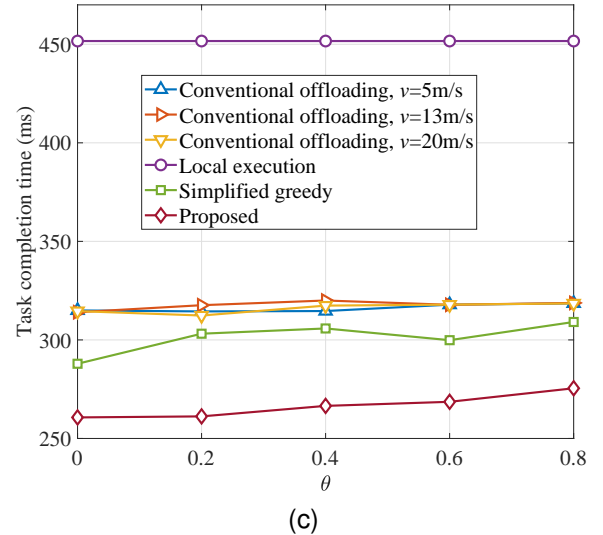 450
400
350
300
250
Task completion time (ms)
Conventional offloading, v=5m/s
Conventional offloading, v=13m/s
Conventional offloading, v=20m/s
Local execution
Simplified greedy
Proposed
0 0.2 0.4 0.6 0.8
θ
(c)